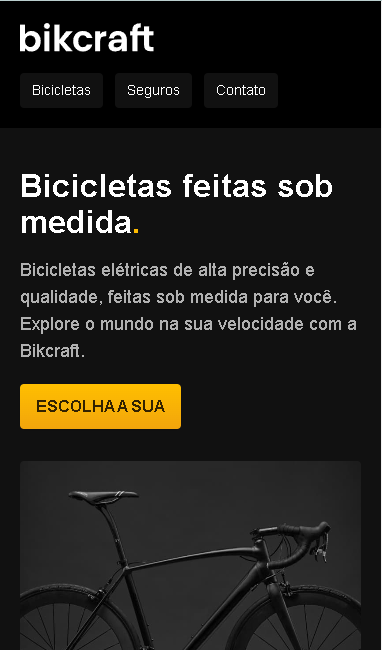 bikcraft
Bicicletas
Seguros
Contato
Bicicletas feitas sob
medida.
Bicicletas elétricas de alta precisão e
qualidade, feitas sob medida para você.
Explore o mundo na sua velocidade com a
Bikcraft.
ESCOLHA A SUA